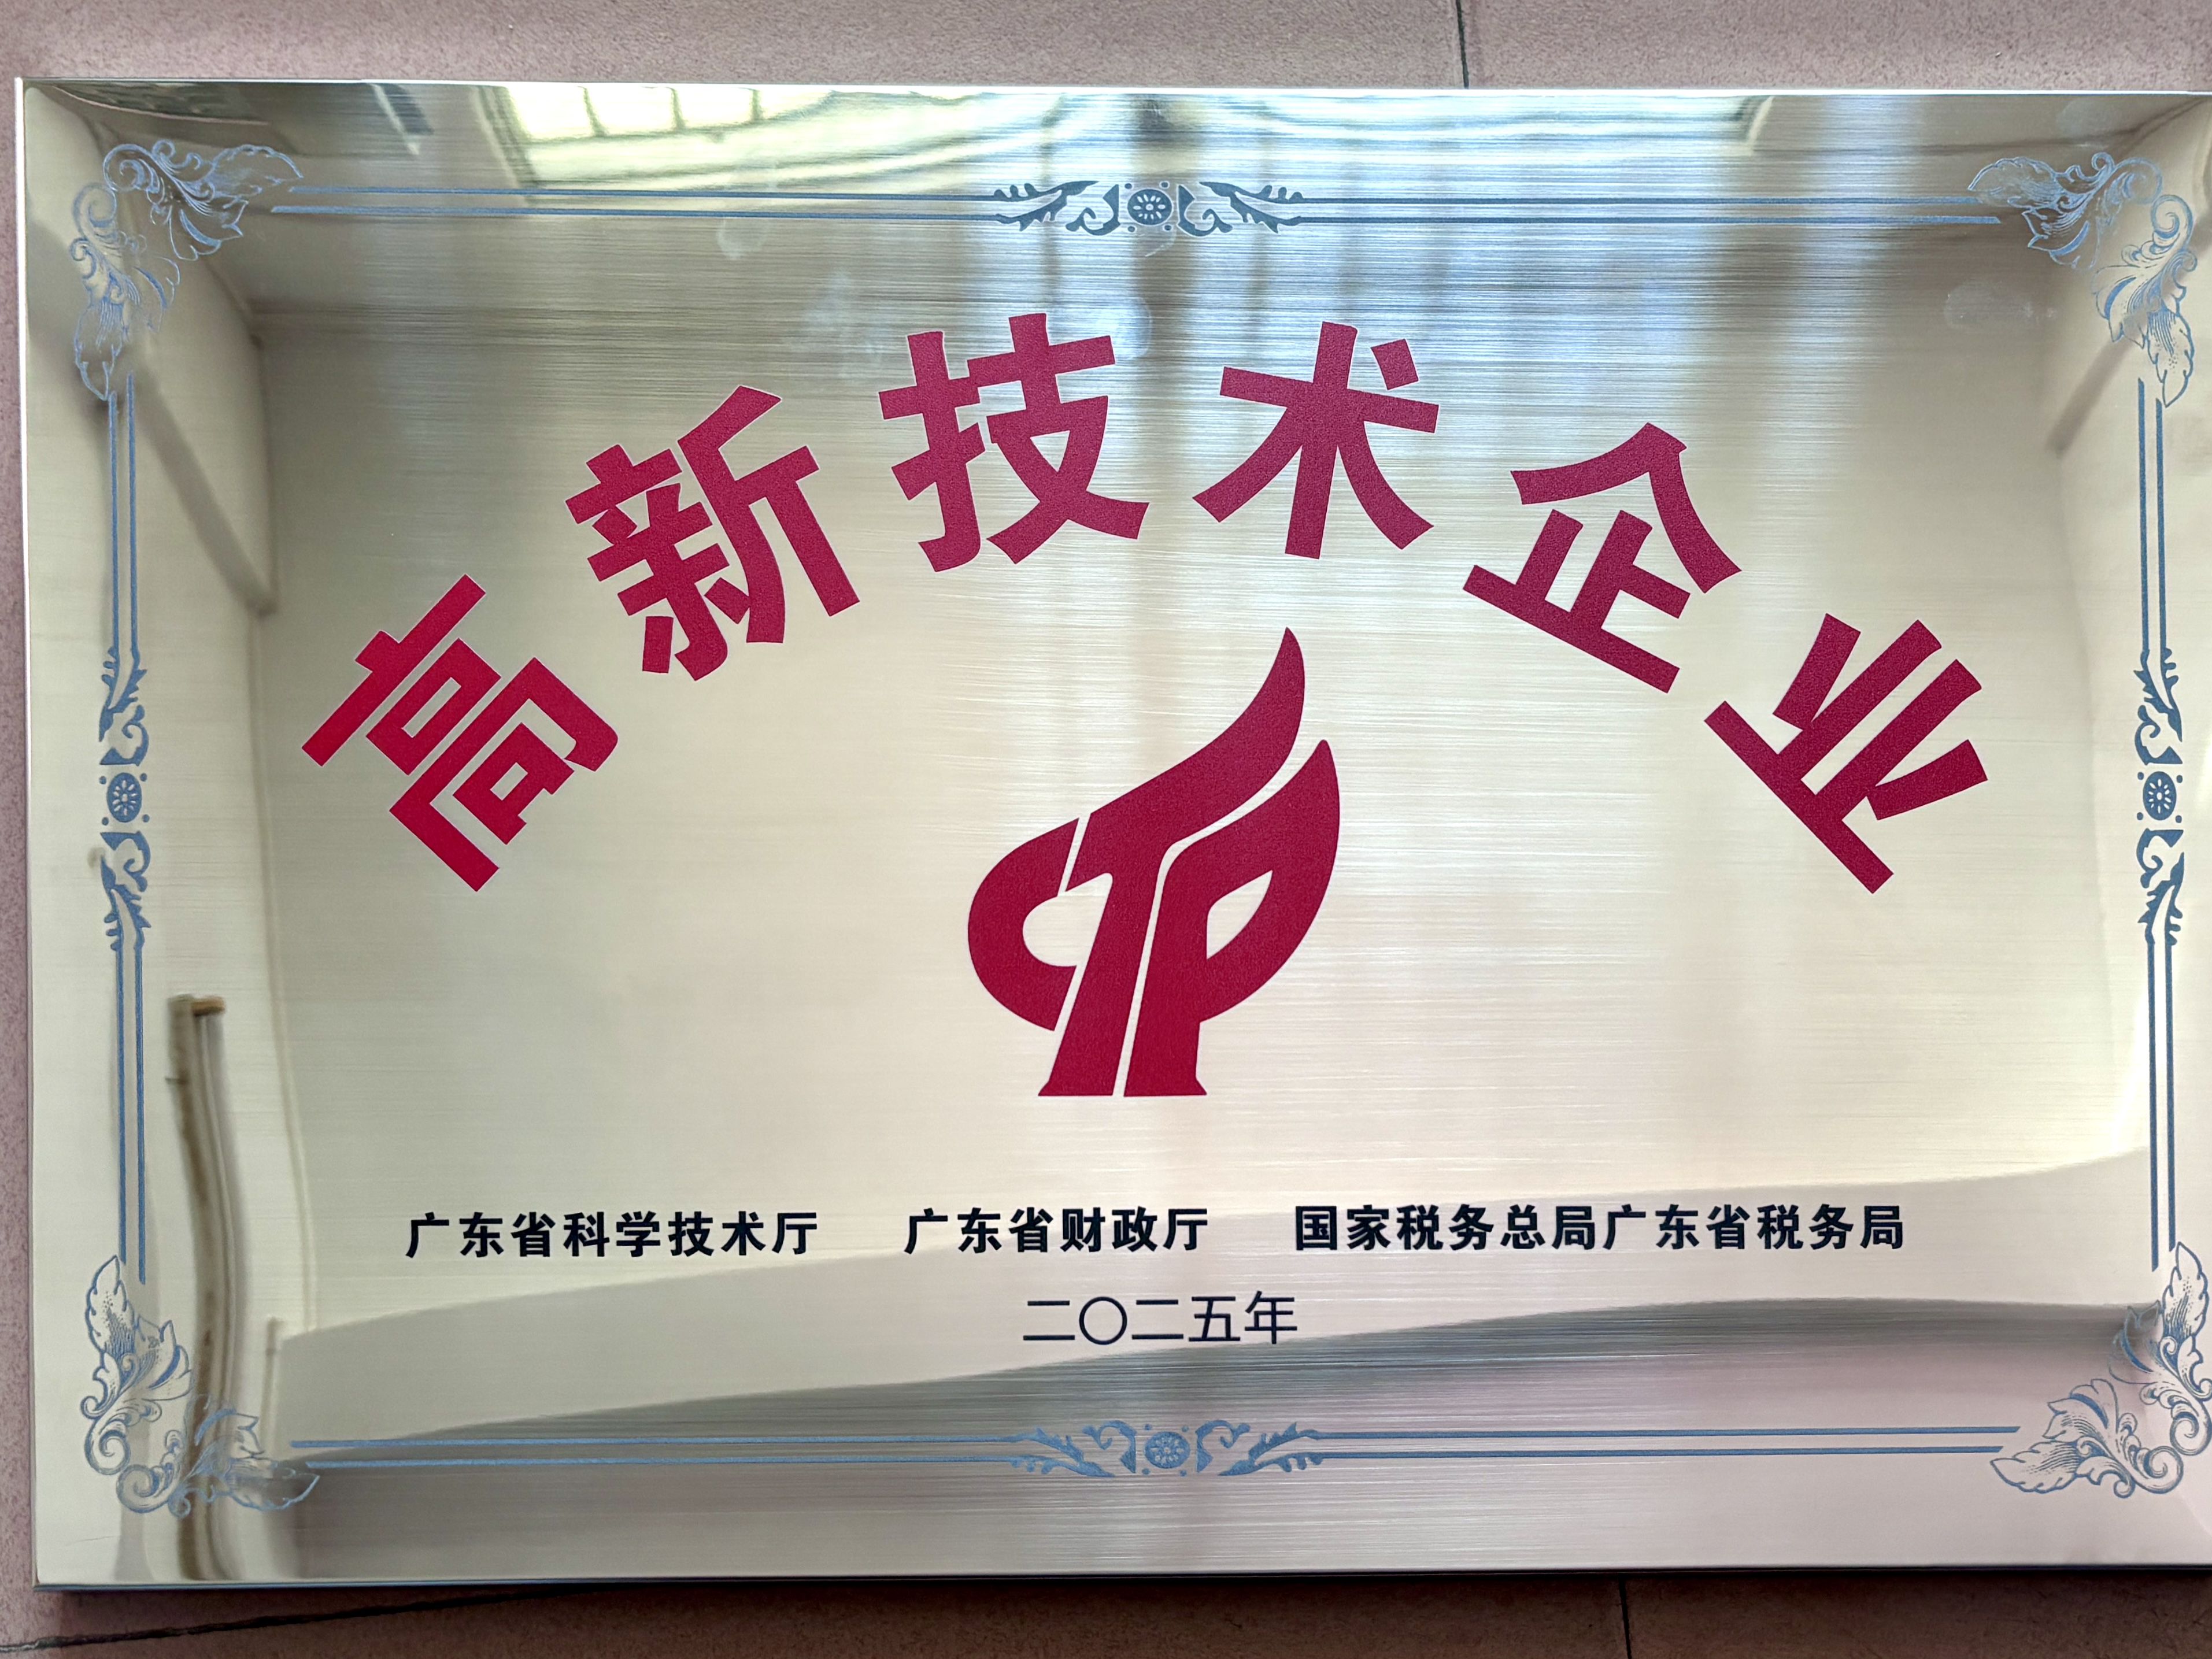 高新技术企业
广东省科学技术厅 广东省财政厅 国家税务总局广东省税务局
二〇二五年